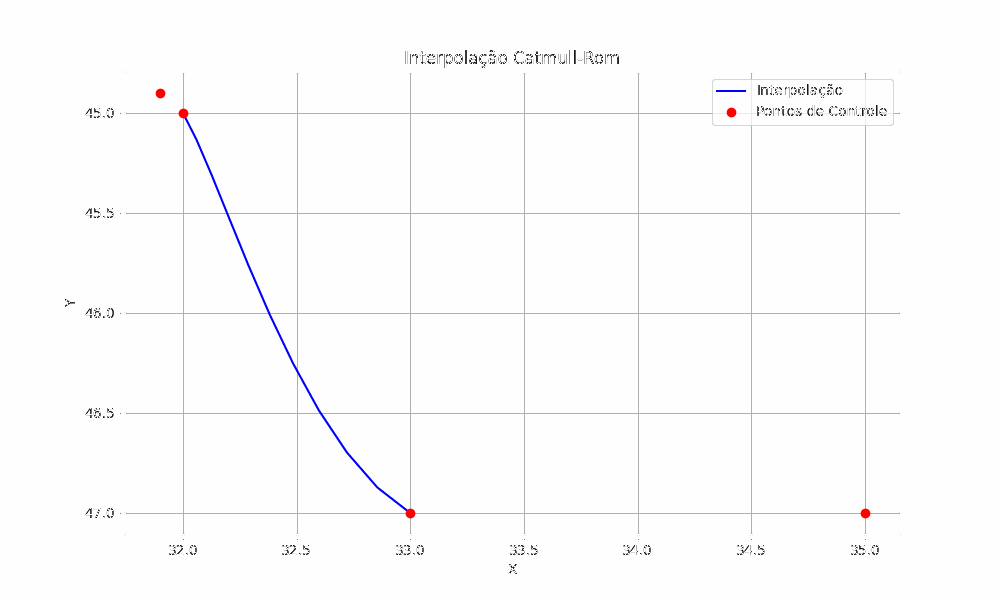 Interpolação Catmull-Rom
Interpolação
Pontos de Controle
45.0
45.5
46.0
46.5
47.0
Y
32.0 32.5 33.0 33.5 34.0 34.5 35.0
X